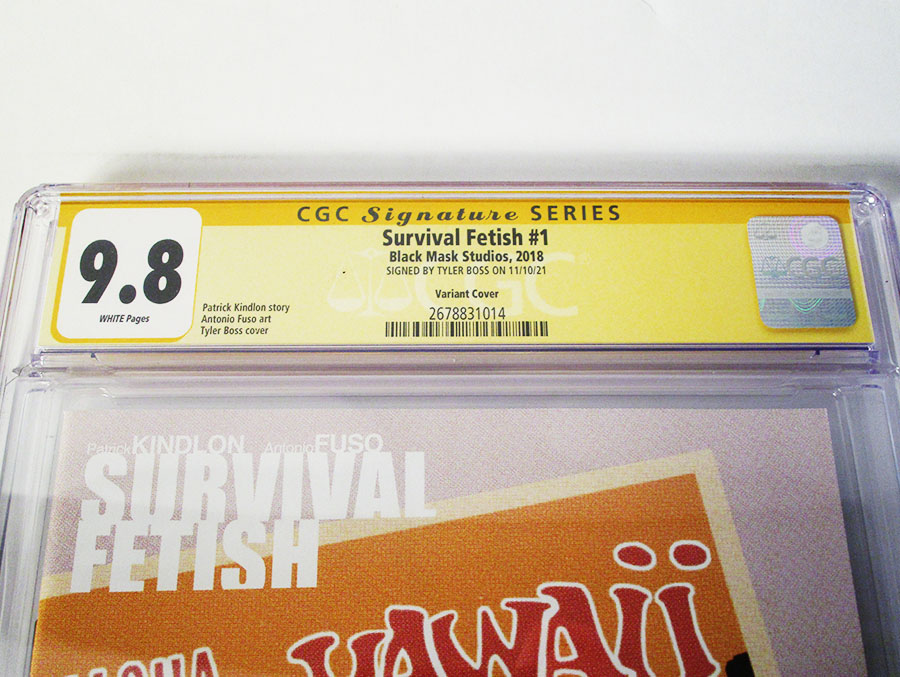 CGC Signature SERIES
9.8
WHITE Pages
Survival Fetish #1
Black Mask Studios, 2018
SIGNED BY TYLER BOSS ON 11/10/21
Variant Cover
2678831014
Patrick Kindlon story
Antonio Fuso art
Tyler Boss cover
CGC
CGC
Patrick KINDLON Antonio FUSO
SURVIVAL
FETISH
ALOHA
HAWAII